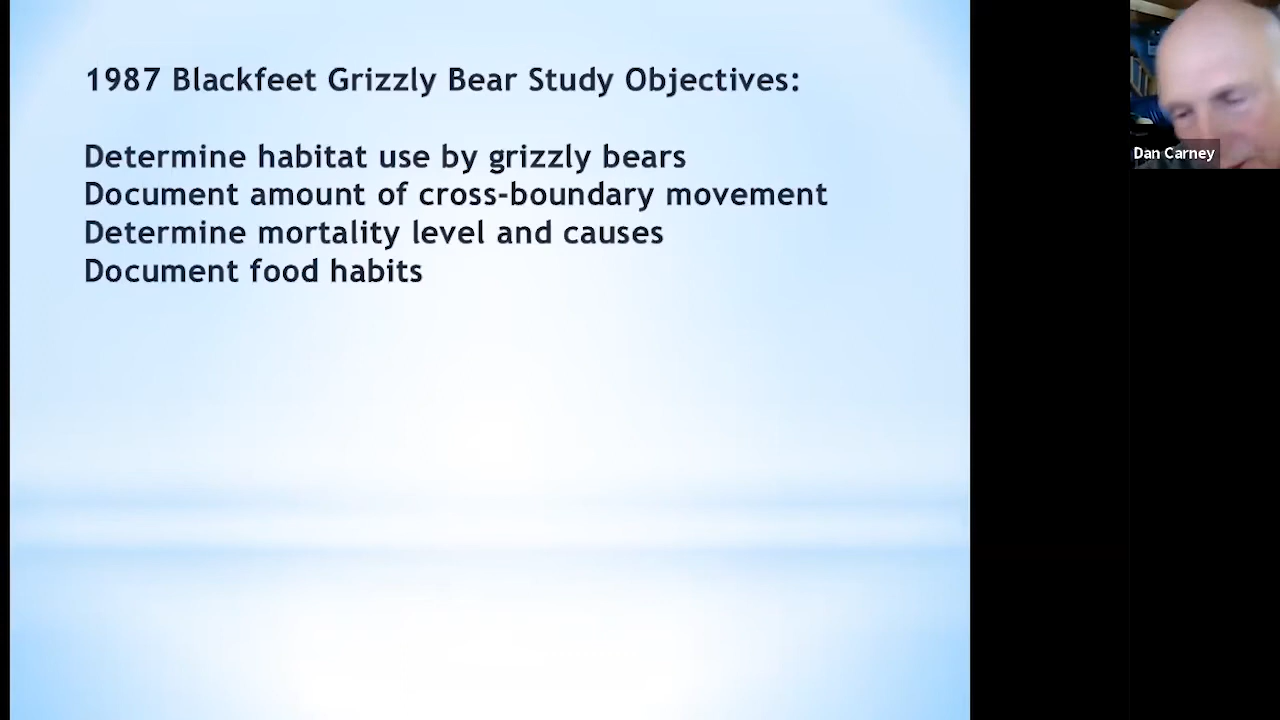 1987 Blackfeet Grizzly Bear Study Objectives:
Determine habitat use by grizzly bears
Document amount of cross-boundary movement
Determine mortality level and causes
Document food habits
Dan Carney